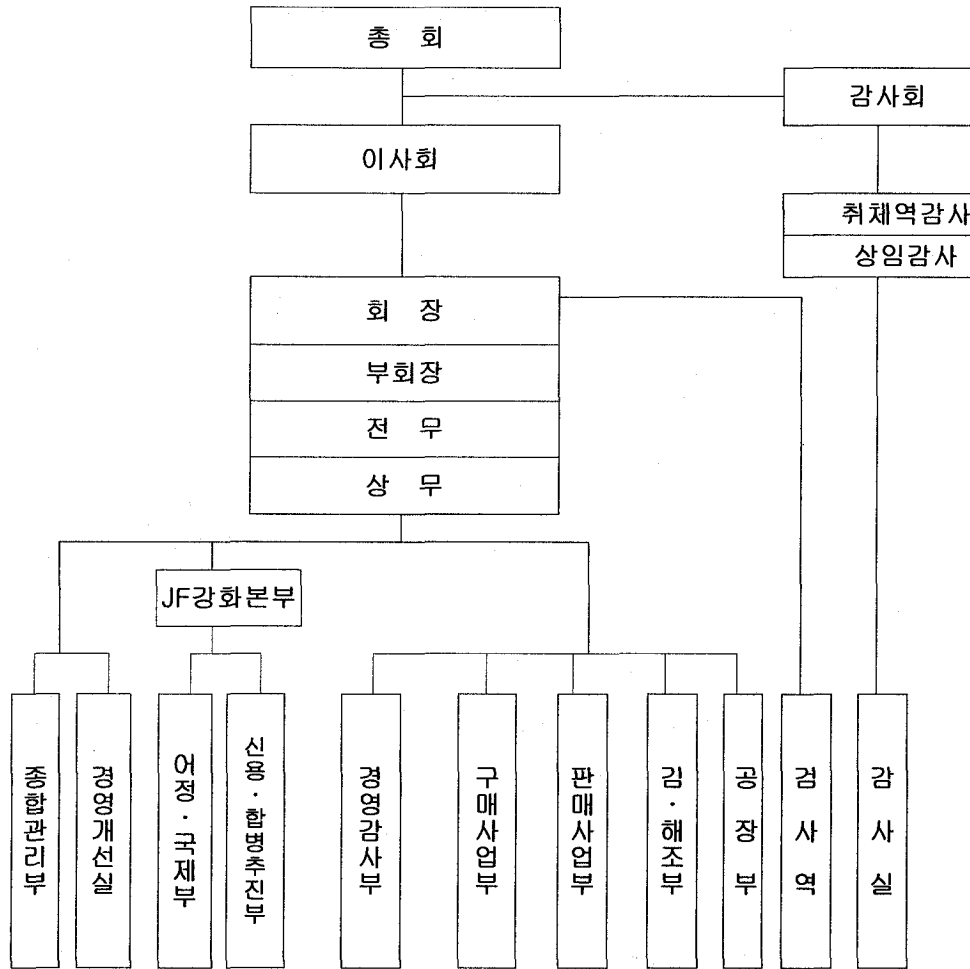 총 회
감사회
이사회
취체역감사
상임감사
회 장
부회장
전 무
상 무
JF강화본부
종합관리부
경영개선실
어정·국제부
신용·합병추진부
경영감사부
구매사업부
판매사업부
김·해조부
공장부
검사역
감사실